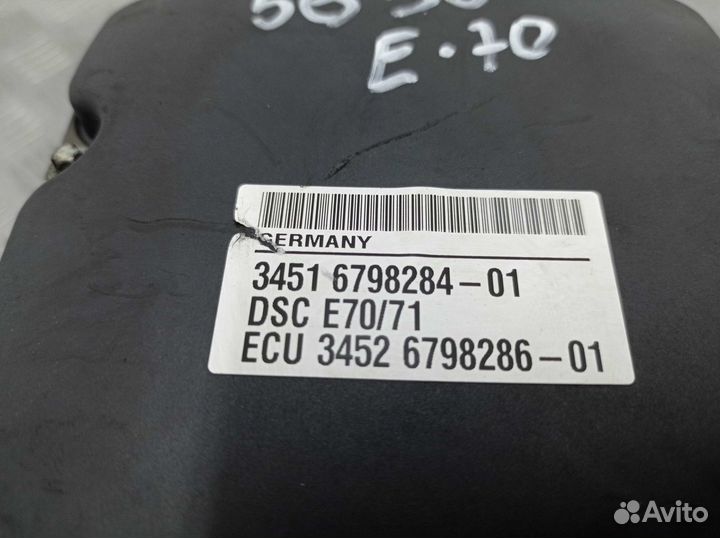 E·70
GERMANY
3451 6798284-01
DSC E70/71
ECU 3452 6798286-01
Avito